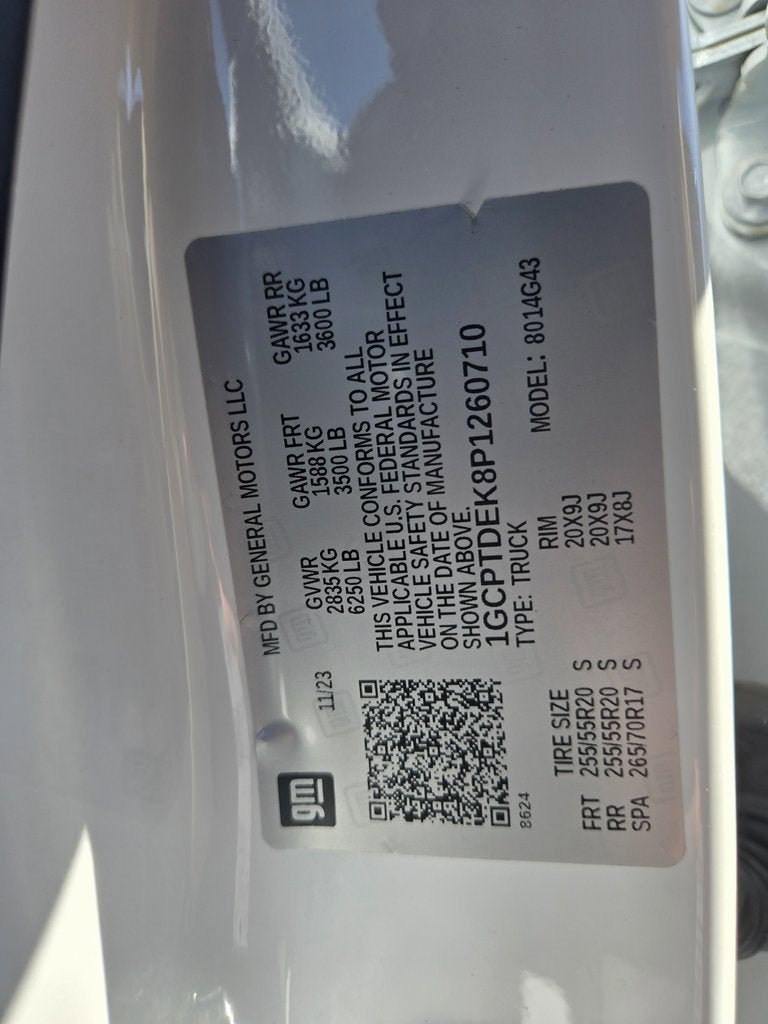 gm
11/23
MFD BY GENERAL MOTORS LLC
GVWR GAWR FRT GAWR RR
2835 KG 1588 KG 1633 KG
6250 LB 3500 LB 3600 LB
THIS VEHICLE CONFORMS TO ALL
APPLICABLE U.S. FEDERAL MOTOR
VEHICLE SAFETY STANDARDS IN EFFECT
ON THE DATE OF MANUFACTURE
SHOWN ABOVE.
1GCPTDEK8P1260710
TYPE: TRUCK MODEL: 8014G43
8624
TIRE SIZE RIM
FRT 255/55R20 S 20X9J
RR 255/55R20 S 20X9J
SPA 265/70R17 S 17X8J